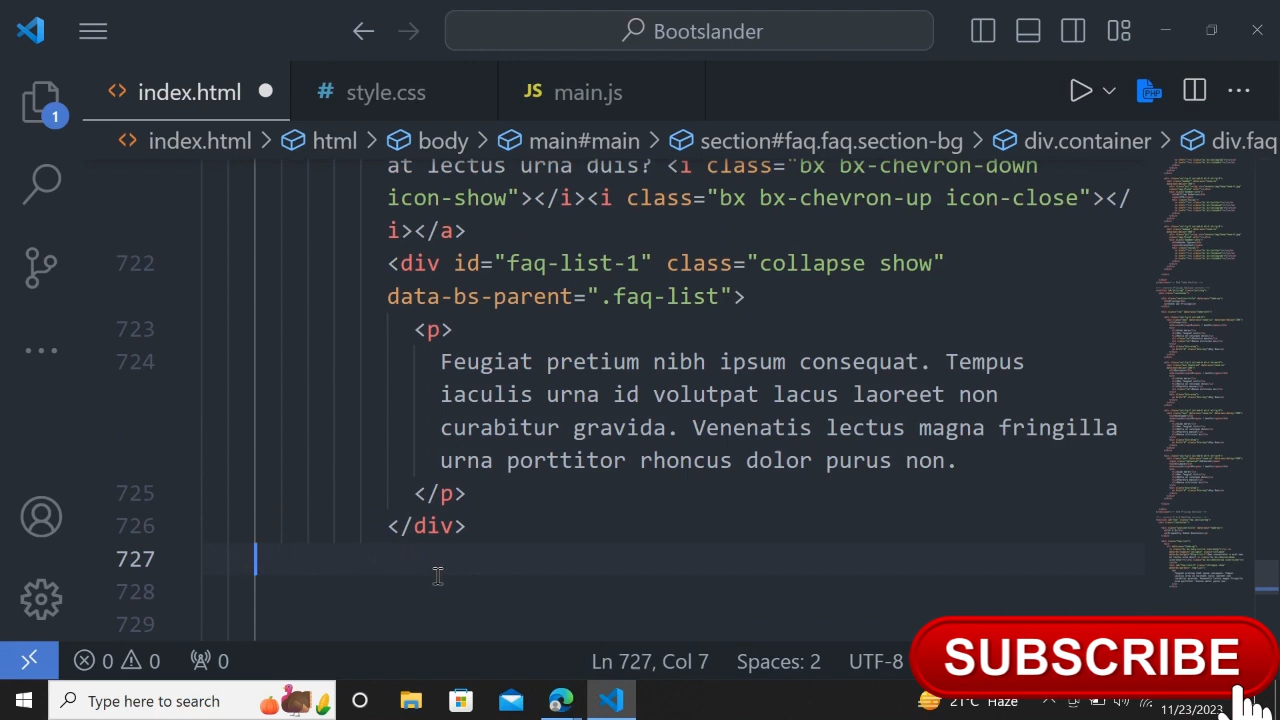 Bootslander
index.html
# style.css
JS main.js
PHP
1
index.html > html > body > main#main > section#faq.faq.section-bg > div.container > div.faq
at lectus urna duis? <i class="bx bx-chevron-down
icon-show"></i><i class="bx bx-chevron-up icon-close"></
i></a>
722 <div id="faq-list-1" class="collapse show"
data-bs-parent=".faq-list">
723 <p>
724 Feugiat pretium nibh ipsum consequat. Tempus
iaculis urna id volutpat lacus laoreet non
curabitur gravida. Venenatis lectus magna fringilla
urna porttitor rhoncus dolor purus non.
725 </p>
726 </div>
727
728
729
0 0 0
Ln 727, Col 7
Spaces: 2
UTF-8
SUBSCRIBE
Type here to search
21°C Haze
11/23/2023